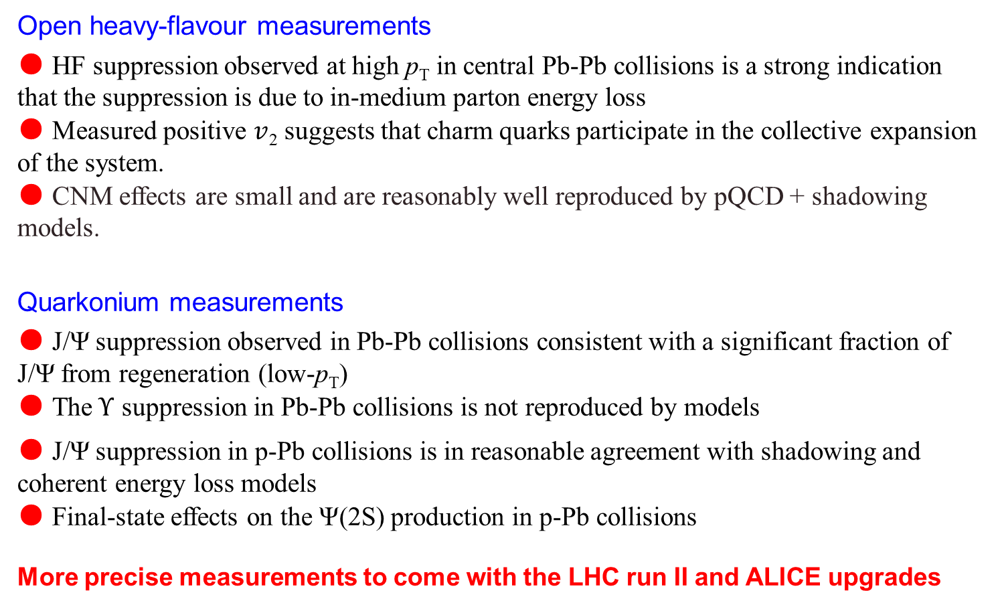 Open heavy-flavour measurements
● HF suppression observed at high pT in central Pb-Pb collisions is a strong indication
that the suppression is due to in-medium parton energy loss
● Measured positive v2 suggests that charm quarks participate in the collective expansion
of the system.
● CNM effects are small and are reasonably well reproduced by pQCD + shadowing
models.
Quarkonium measurements
● J/Ψ suppression observed in Pb-Pb collisions consistent with a significant fraction of
J/Ψ from regeneration (low-pT)
● The ϒ suppression in Pb-Pb collisions is not reproduced by models
● J/Ψ suppression in p-Pb collisions is in reasonable agreement with shadowing and
coherent energy loss models
● Final-state effects on the Ψ(2S) production in p-Pb collisions
More precise measurements to come with the LHC run II and ALICE upgrades